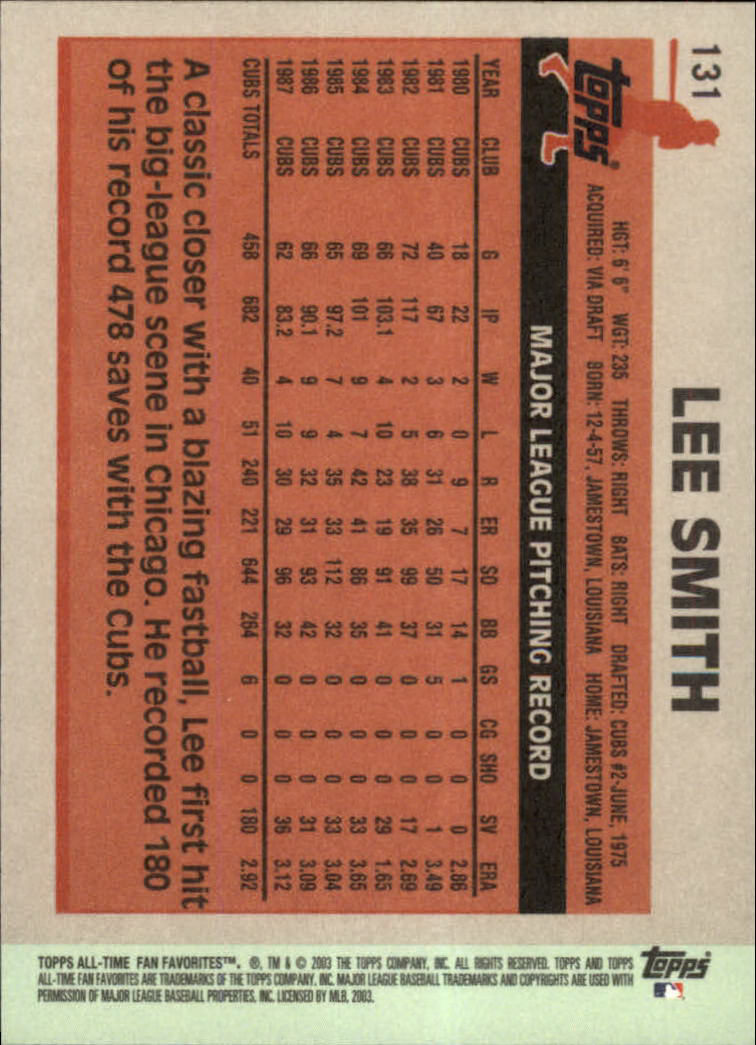 131
LEE SMITH
topps®
HGT: 6' 6" WGT: 235 THROWS: RIGHT BATS: RIGHT DRAFTED: CUBS #2-JUNE, 1975
ACQUIRED: VIA DRAFT BORN: 12-4-57, JAMESTOWN, LOUISIANA HOME: JAMESTOWN, LOUISIANA
MAJOR LEAGUE PITCHING RECORD
YEAR CLUB G IP W L R ER SO BB GS CG SHO SV ERA
1980 CUBS 18 22 2 0 9 7 17 14 1 0 0 0 2.86
1981 CUBS 40 67 3 6 31 26 50 31 5 0 0 1 3.49
1982 CUBS 72 117 2 5 38 35 99 37 0 0 0 17 2.69
1983 CUBS 66 103.1 4 10 23 19 91 41 0 0 0 29 1.65
1984 CUBS 69 101 9 7 42 41 86 35 0 0 0 33 3.65
1985 CUBS 65 97.2 7 4 35 33 112 32 0 0 0 33 3.04
1986 CUBS 66 90.1 9 9 32 31 93 42 0 0 0 31 3.09
1987 CUBS 62 83.2 4 10 30 29 96 32 0 0 0 36 3.12
CUBS TOTALS 458 682 40 51 240 221 644 264 6 0 0 180 2.92
A classic closer with a blazing fastball, Lee first hit
the big-league scene in Chicago. He recorded 180
of his record 478 saves with the Cubs.
topps®
TOPPS ALL-TIME FAN FAVORITES™. ®, TM & © 2003 THE TOPPS COMPANY, INC. ALL RIGHTS RESERVED. TOPPS AND TOPPS
ALL-TIME FAN FAVORITES ARE TRADEMARKS OF THE TOPPS COMPANY, INC. MAJOR LEAGUE BASEBALL TRADEMARKS AND COPYRIGHTS ARE USED WITH
PERMISSION OF MAJOR LEAGUE BASEBALL PROPERTIES, INC. LICENSED BY MLB, 2003.